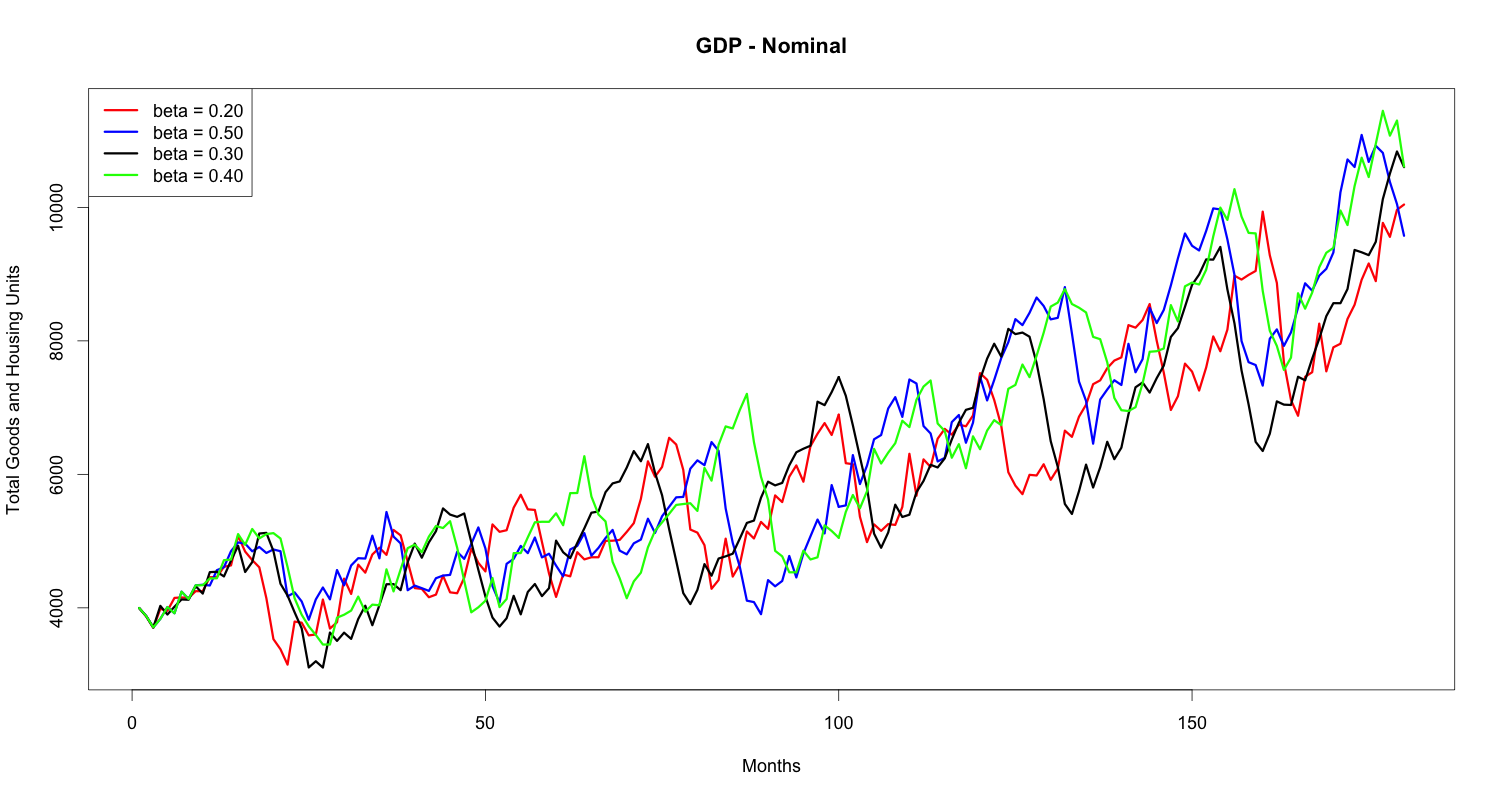 GDP - Nominal
beta = 0.20
beta = 0.50
beta = 0.30
beta = 0.40
Total Goods and Housing Units
10000
8000
6000
4000
0 50 100 150
Months